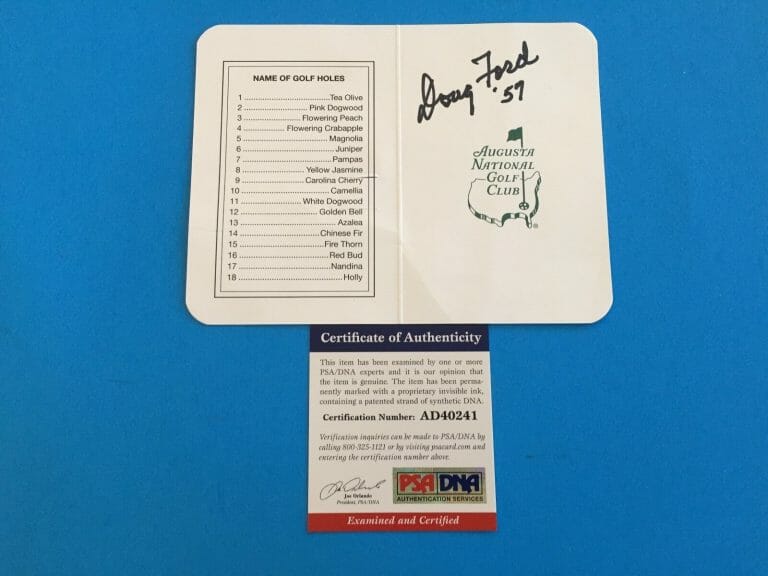 NAME OF GOLF HOLES
1 ..............................Tea Olive
2 ......................Pink Dogwood
3 ....................Flowering Peach
4 ..............Flowering Crabapple
5 ..............................Magnolia
6 .................................Juniper
7 .................................Pampas
8 .....................Yellow Jasmine
9 .....................Carolina Cherry
10 ...............................Camellia
11 ....................White Dogwood
12 ..........................Golden Bell
13 .................................Azalea
14 ...........................Chinese Fir
15 ............................Fire Thorn
16 ..............................Red Bud
17 ...............................Nandina
18 ...................................Holly
Doug Ford
'57
AUGUSTA
NATIONAL
GOLF
CLUB
®
Certificate of Authenticity
This item has been examined by one or more
PSA/DNA experts and it is our opinion that
the item is genuine. The item has been perma-
nently marked with a proprietary invisible ink,
containing a patented strand of synthetic DNA.
Certification Number: AD40241
Verification inquiries can be made to PSA/DNA by
calling 800-325-1121 or by visiting psacard.com and
entering the certification number above.
Joe Orlando
President, PSA/DNA
PSA DNA
AUTHENTICATION SERVICES
Examined and Certified